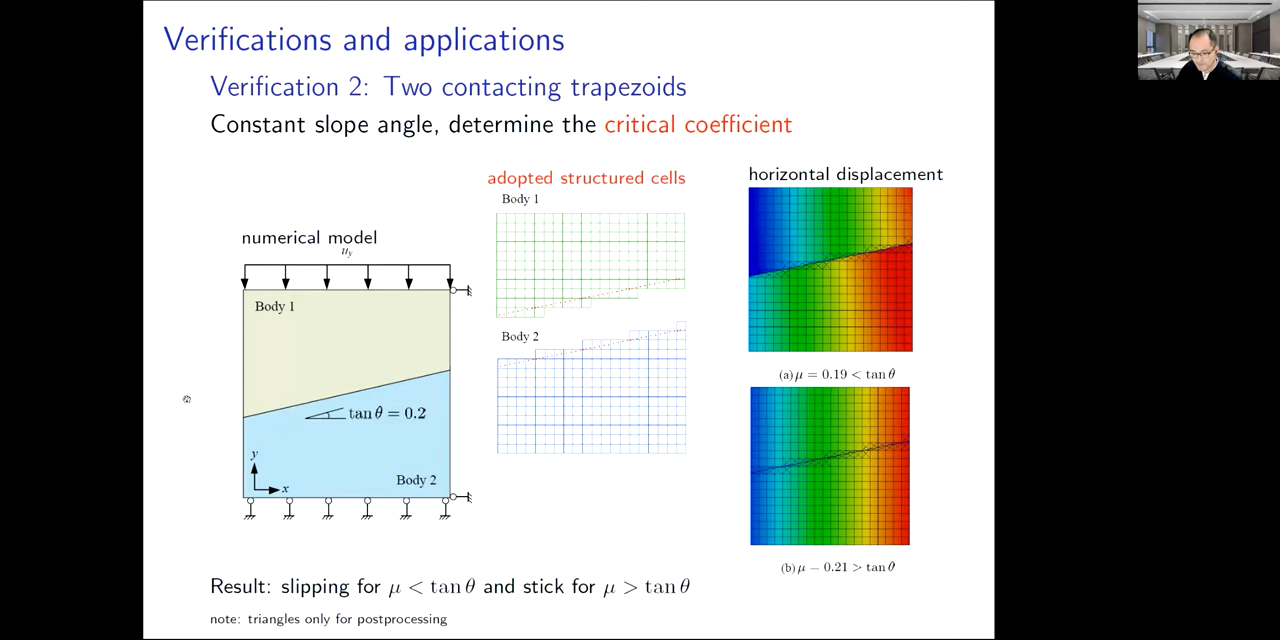 Verifications and applications
Verification 2: Two contacting trapezoids
Constant slope angle, determine the critical coefficient
numerical model
u_y
Body 1
tan θ = 0.2
y
x
Body 2
adopted structured cells
Body 1
Body 2
horizontal displacement
(a) μ = 0.19 < tan θ
(b) μ = 0.21 > tan θ
Result: slipping for μ < tan θ and stick for μ > tan θ
note: triangles only for postprocessing